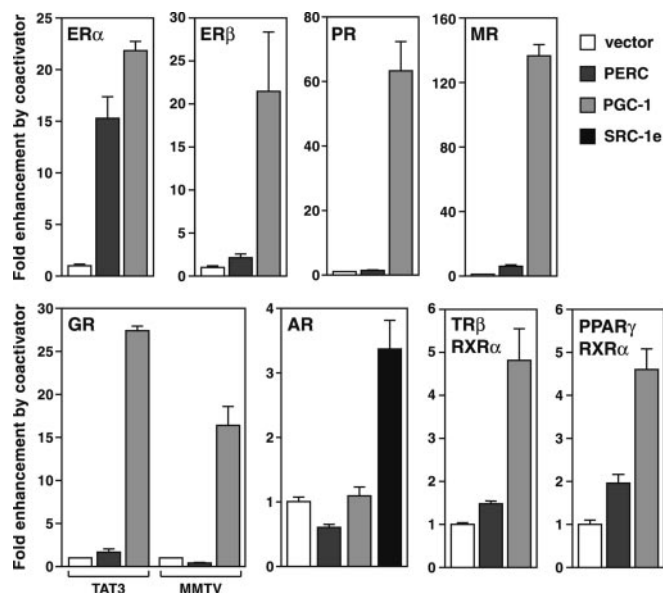 Fold enhancement by coactivator
ERα
25
20
15
10
5
0
ERβ
30
25
20
15
10
5
0
PR
80
60
40
20
0
MR
160
120
80
40
0
vector
PERC
PGC-1
SRC-1e
Fold enhancement by coactivator
GR
30
25
20
15
10
5
0
TAT3
MMTV
AR
4
3
2
1
0
TRβ
RXRα
6
5
4
3
2
1
0
PPARγ
RXRα
6
5
4
3
2
1
0